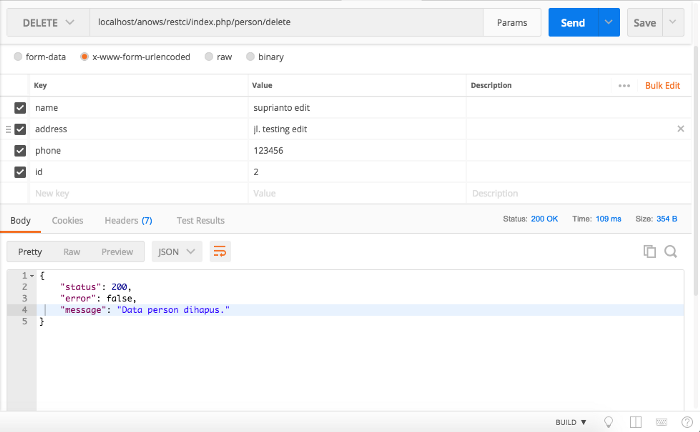 DELETE localhost/anows/restci/index.php/person/delete Params Send Save
form-data x-www-form-urlencoded raw binary
Key Value Description ••• Bulk Edit
name suprianto edit
address jl. testing edit
phone 123456
id 2
New key Value Description
Body Cookies Headers (7) Test Results Status: 200 OK Time: 109 ms Size: 354 B
Pretty Raw Preview JSON
1 {
2 "status": 200,
3 "error": false,
4 "message": "Data person dihapus."
5 }
BUILD